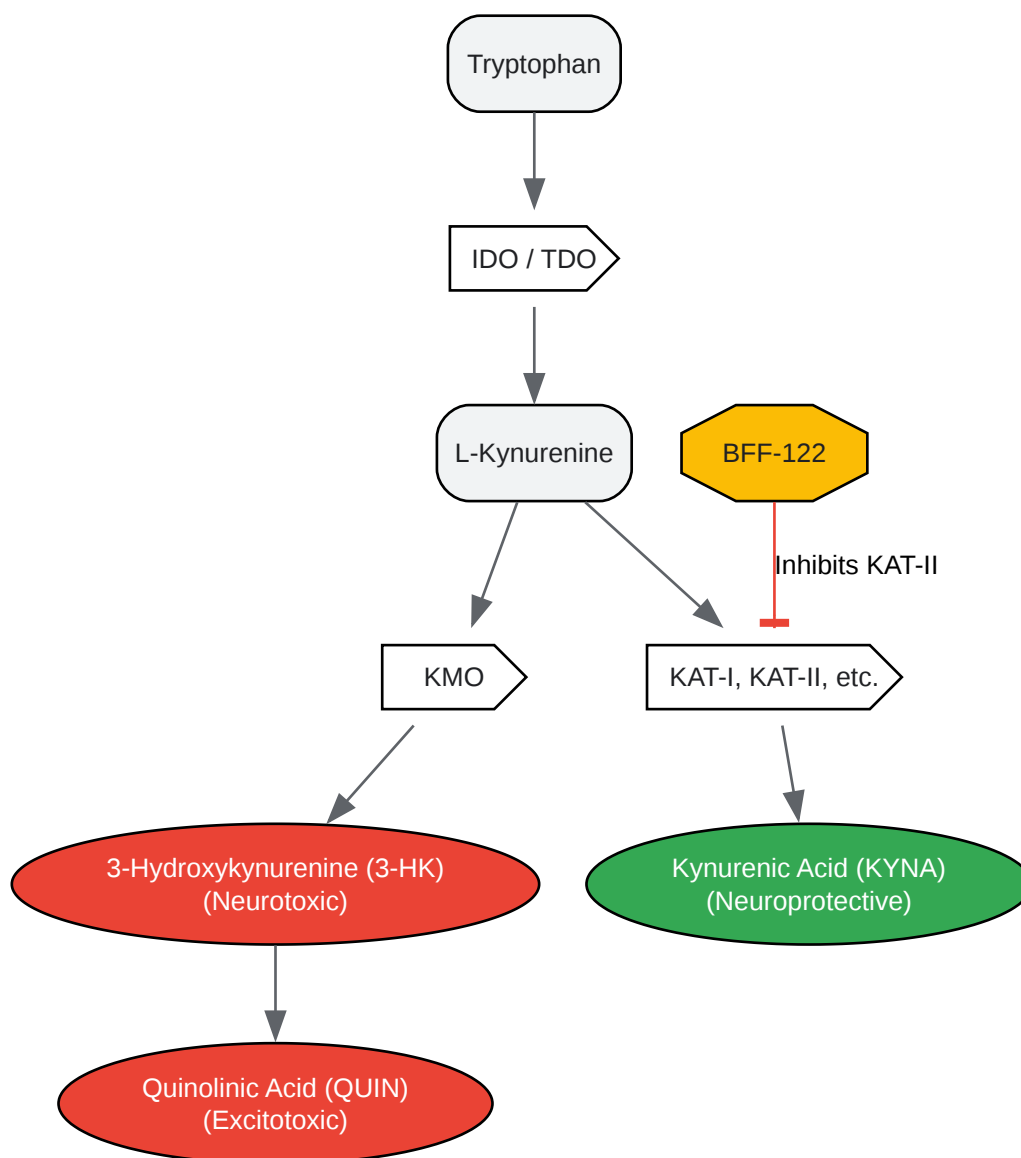 Tryptophan
IDO / TDO
L-Kynurenine
BFF-122
Inhibits KAT-II
KMO
KAT-I, KAT-II, etc.
3-Hydroxykynurenine (3-HK)
(Neurotoxic)
Kynurenic Acid (KYNA)
(Neuroprotective)
Quinolinic Acid (QUIN)
(Excitotoxic)